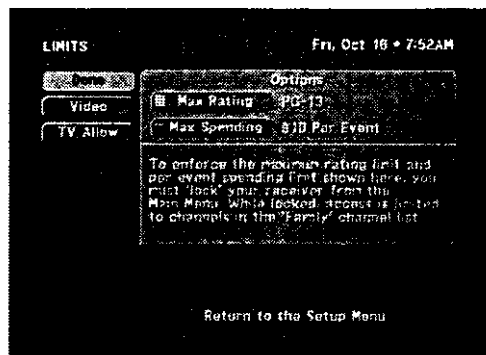 LIMITS
Fri, Oct 16 7:52AM
Done
Options
Video
Max Rating PG-13
TV Allow
Max Spending $10 Per Event
To enforce the maximum rating limit and
per event spending limit shown here, you
must "lock" your receiver from the
Main Menu. While locked, access is limited
to channels in the "Family" channel list
Return to the Setup Menu